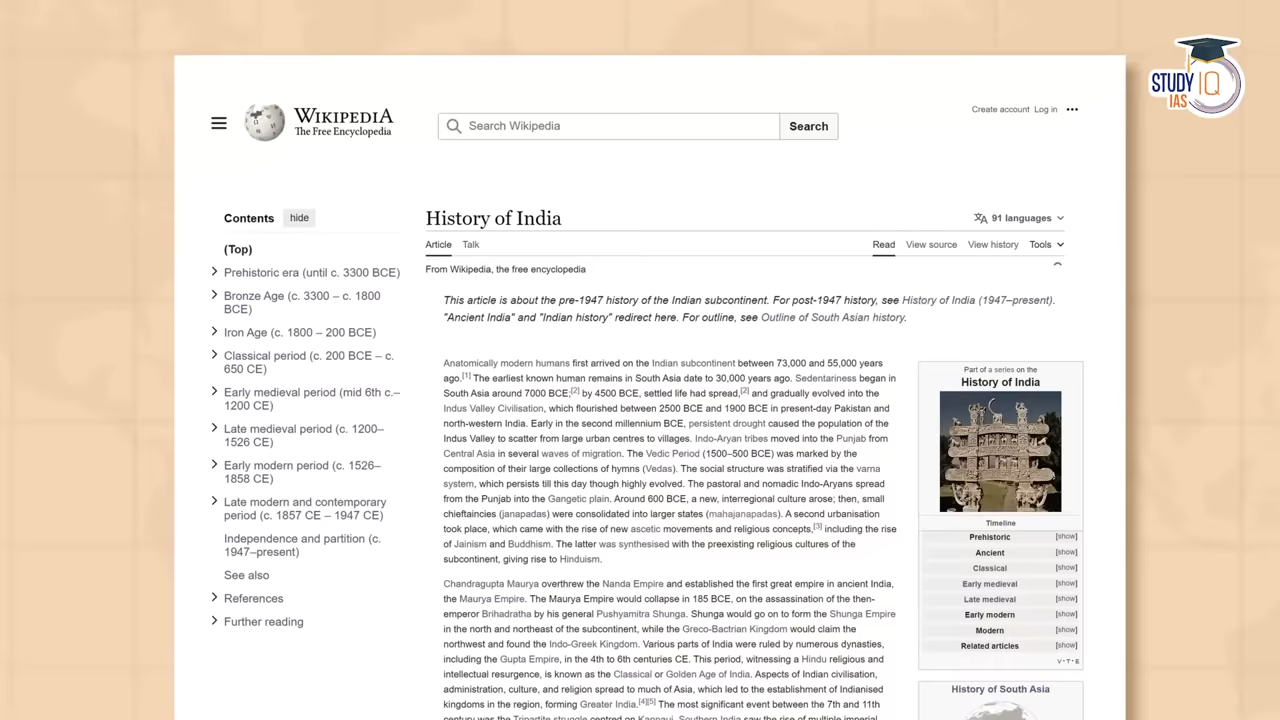 STUDY IQ
IAS
WIKIPEDIA
The Free Encyclopedia
Search Wikipedia
Search
Create account Log in
Contents hide
(Top)
Prehistoric era (until c. 3300 BCE)
Bronze Age (c. 3300 – c. 1800
BCE)
Iron Age (c. 1800 – 200 BCE)
Classical period (c. 200 BCE – c.
650 CE)
Early medieval period (mid 6th c.–
1200 CE)
Late medieval period (c. 1200–
1526 CE)
Early modern period (c. 1526–
1858 CE)
Late modern and contemporary
period (c. 1857 CE – 1947 CE)
Independence and partition (c.
1947–present)
See also
References
Further reading
History of India
91 languages
Article Talk
Read View source View history Tools
From Wikipedia, the free encyclopedia
This article is about the pre-1947 history of the Indian subcontinent. For post-1947 history, see History of India (1947–present).
"Ancient India" and "Indian history" redirect here. For outline, see Outline of South Asian history.
Anatomically modern humans first arrived on the Indian subcontinent between 73,000 and 55,000 years
ago.[1] The earliest known human remains in South Asia date to 30,000 years ago. Sedentariness began in
South Asia around 7000 BCE;[2] by 4500 BCE, settled life had spread,[2] and gradually evolved into the
Indus Valley Civilisation, which flourished between 2500 BCE and 1900 BCE in present-day Pakistan and
north-western India. Early in the second millennium BCE, persistent drought caused the population of the
Indus Valley to scatter from large urban centres to villages. Indo-Aryan tribes moved into the Punjab from
Central Asia in several waves of migration. The Vedic Period (1500–500 BCE) was marked by the
composition of their large collections of hymns (Vedas). The social structure was stratified via the varna
system, which persists till this day though highly evolved. The pastoral and nomadic Indo-Aryans spread
from the Punjab into the Gangetic plain. Around 600 BCE, a new, interregional culture arose; then, small
chieftaincies (janapadas) were consolidated into larger states (mahajanapadas). A second urbanisation
took place, which came with the rise of new ascetic movements and religious concepts,[3] including the rise
of Jainism and Buddhism. The latter was synthesised with the preexisting religious cultures of the
subcontinent, giving rise to Hinduism.
Chandragupta Maurya overthrew the Nanda Empire and established the first great empire in ancient India,
the Maurya Empire. The Maurya Empire would collapse in 185 BCE, on the assassination of the then-
emperor Brihadratha by his general Pushyamitra Shunga. Shunga would go on to form the Shunga Empire
in the north and northeast of the subcontinent, while the Greco-Bactrian Kingdom would claim the
northwest and found the Indo-Greek Kingdom. Various parts of India were ruled by numerous dynasties,
including the Gupta Empire, in the 4th to 6th centuries CE. This period, witnessing a Hindu religious and
intellectual resurgence, is known as the Classical or Golden Age of India. Aspects of Indian civilisation,
administration, culture, and religion spread to much of Asia, which led to the establishment of Indianised
kingdoms in the region, forming Greater India.[4][5] The most significant event between the 7th and 11th
century was the Tripartite struggle centred on Kannauj. Southern India saw the rise of multiple imperial
Part of a series on the
History of India
Timeline
Prehistoric [show]
Ancient [show]
Classical [show]
Early medieval [show]
Late medieval [show]
Early modern [show]
Modern [show]
Related articles [show]
V·T·E
History of South Asia